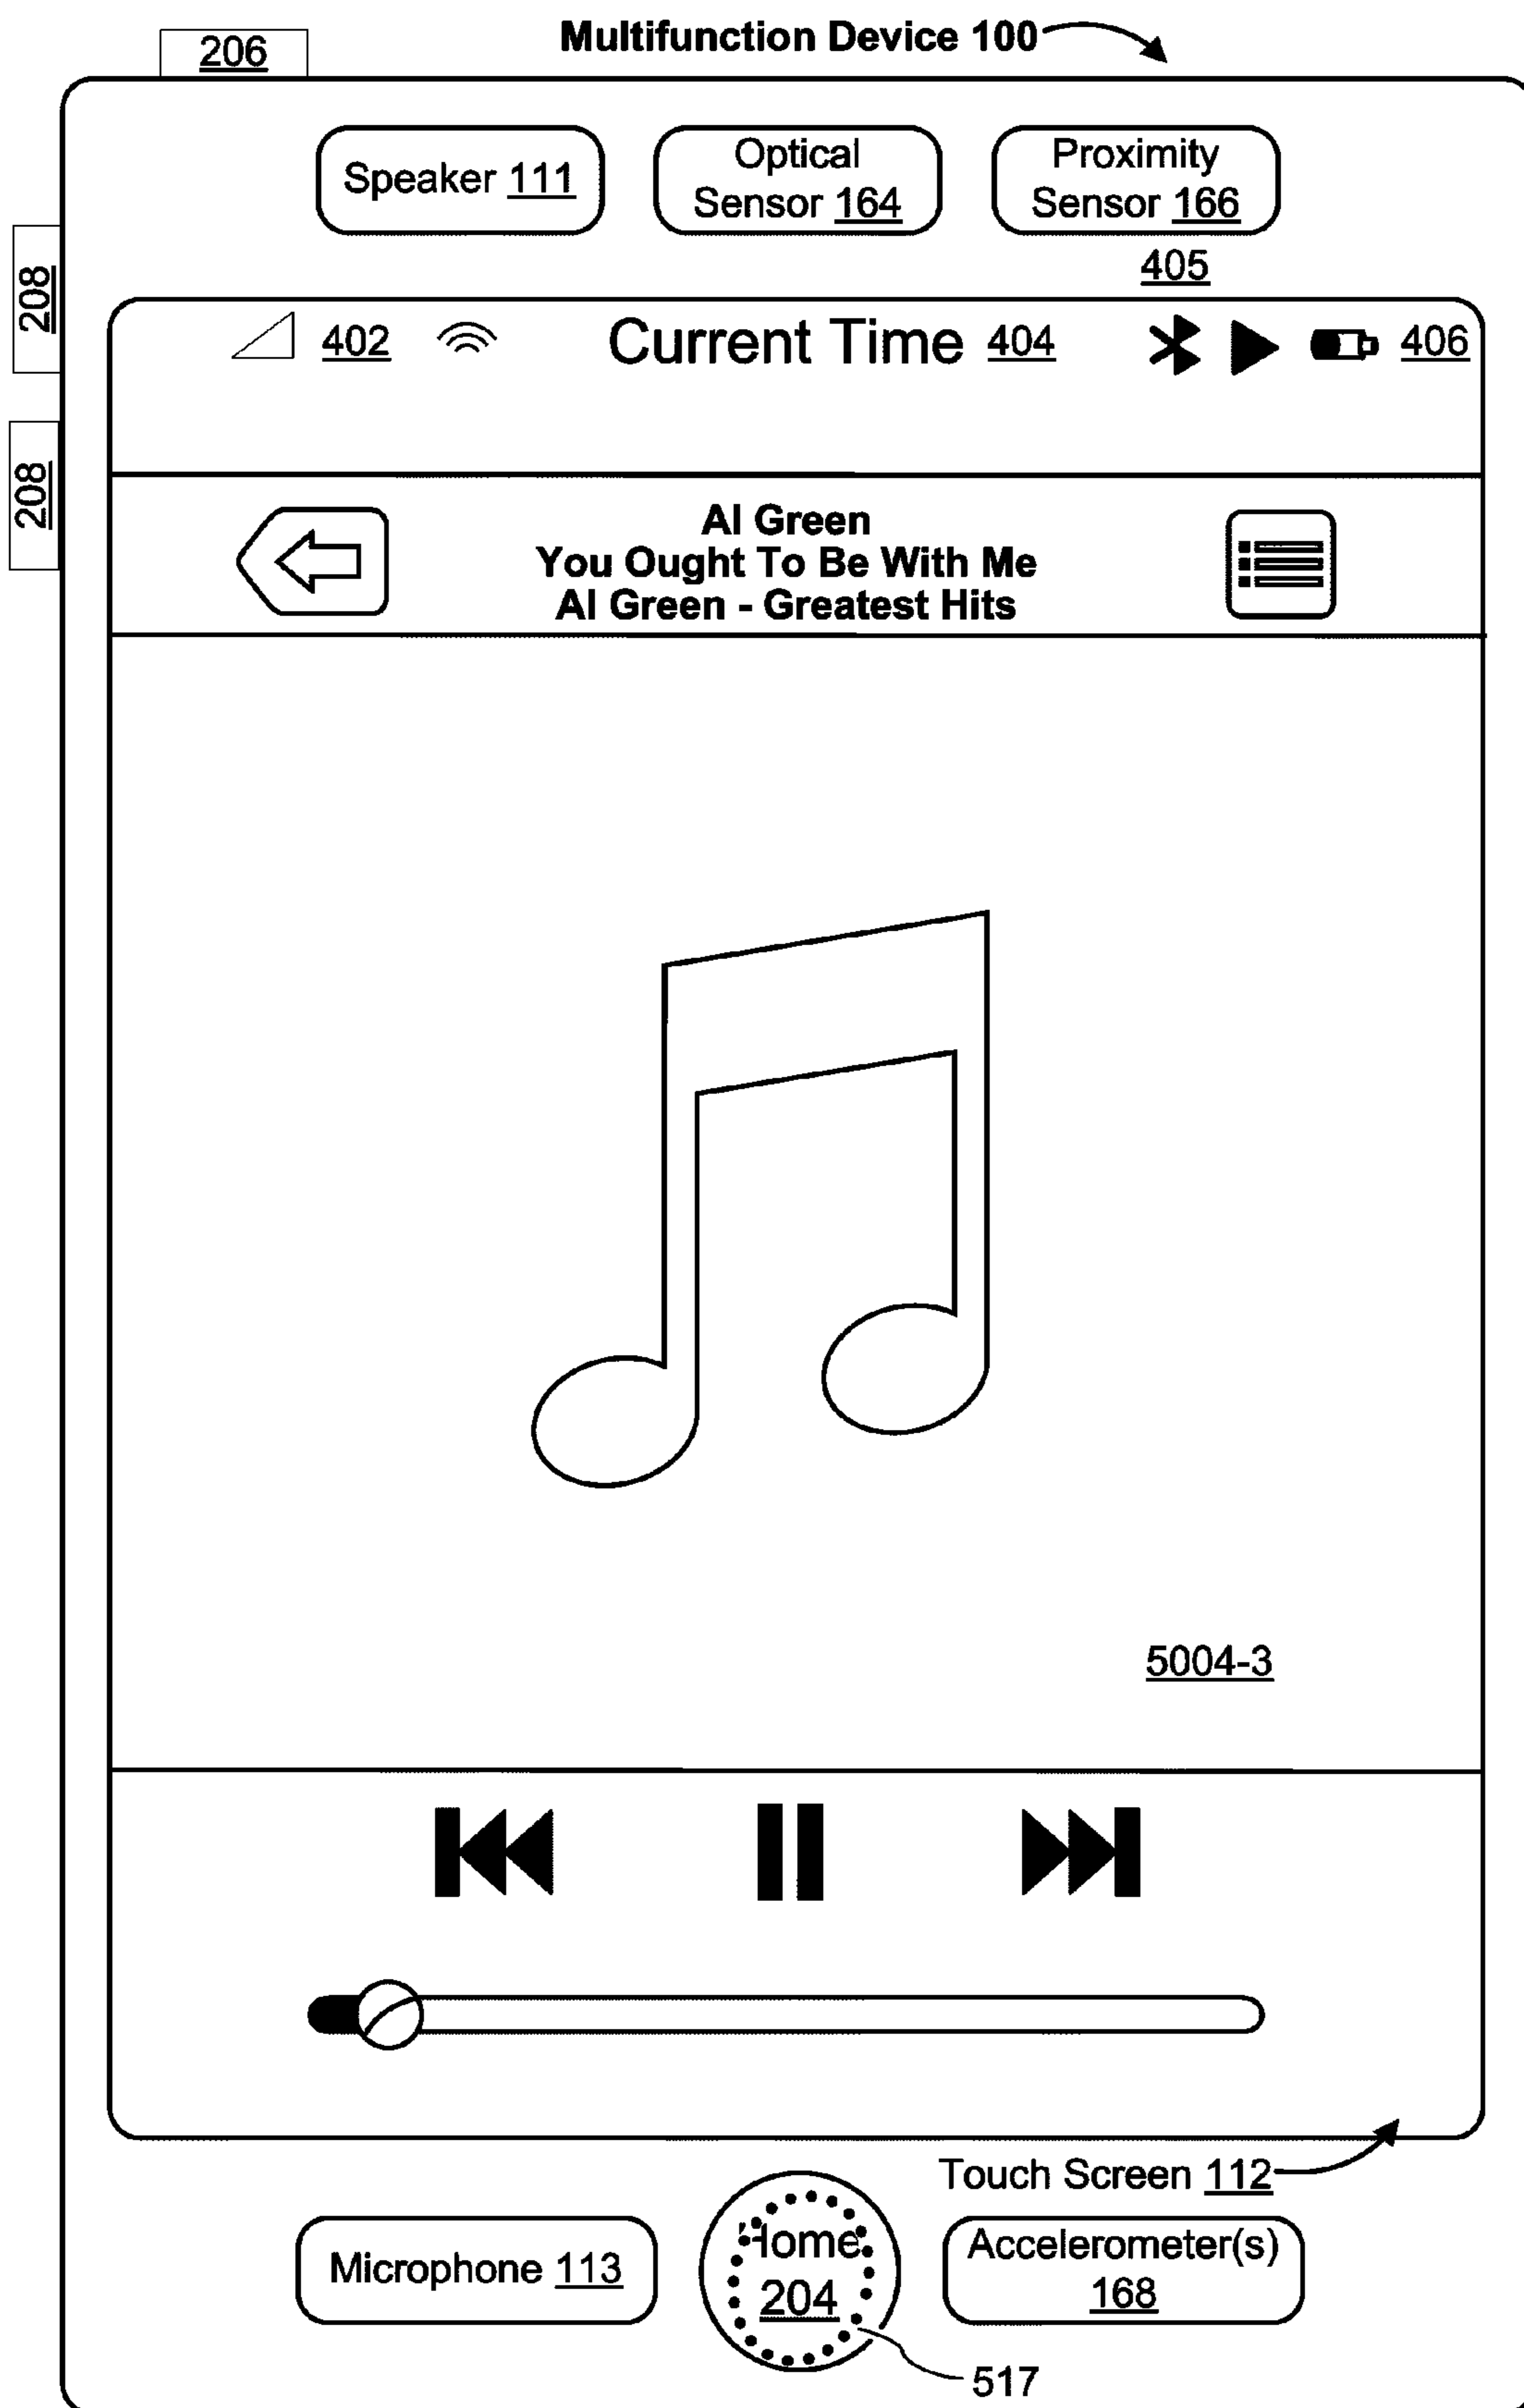 Multifunction Device 100
206
Speaker 111
Optical
Sensor 164
Proximity
Sensor 166
208
405
402
Current Time 404
406
208
Al Green
You Ought To Be With Me
Al Green - Greatest Hits
5004-3
Touch Screen 112
Microphone 113
Home
204
Accelerometer(s)
168
517